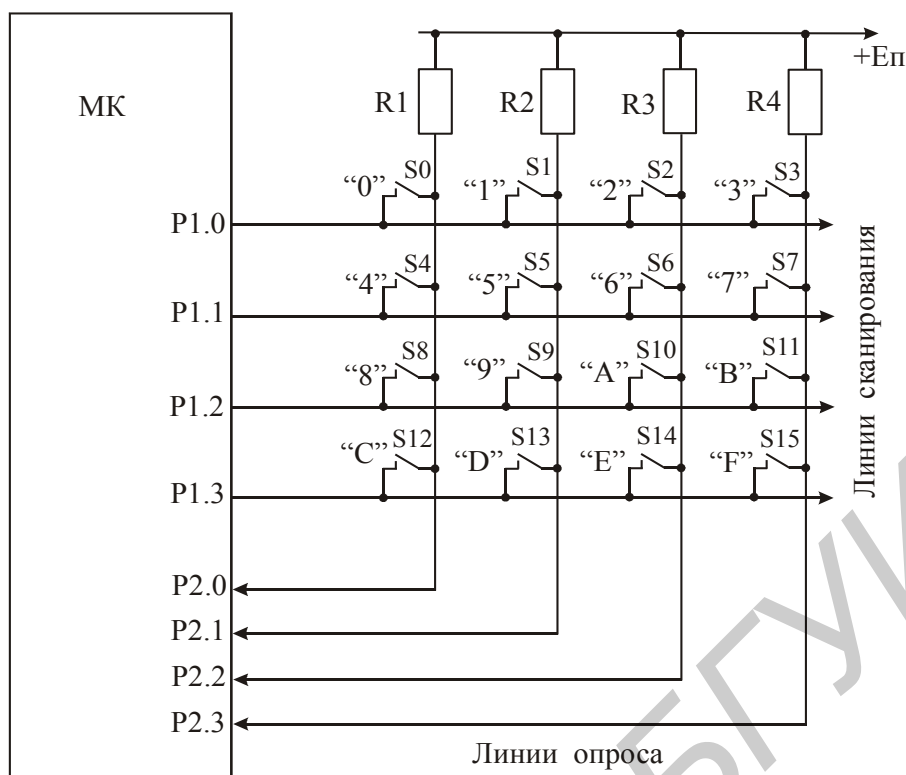 +Еп
МК
R1 R2 R3 R4
“0” S0 “1” S1 “2” S2 “3” S3
P1.0
“4” S4 “5” S5 “6” S6 “7” S7
P1.1
“8” S8 “9” S9 “A” S10 “B” S11
P1.2
“C” S12 “D” S13 “E” S14 “F” S15
P1.3
Линии сканирования
P2.0
P2.1
P2.2
P2.3
Линии опроса
БГУИ